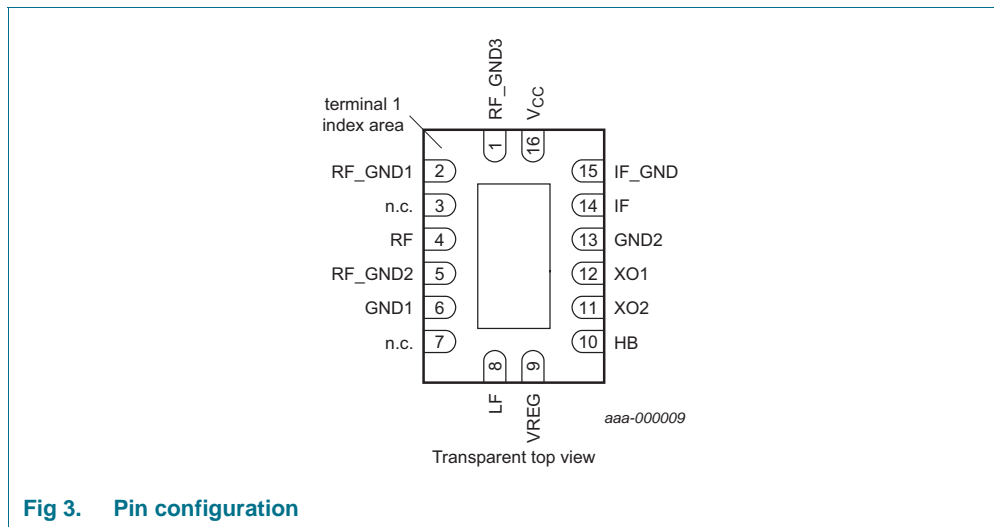 RF_GND3
VCC
terminal 1
index area
1
16
RF_GND1 2
15 IF_GND
n.c. 3
14 IF
RF 4
13 GND2
RF_GND2 5
12 XO1
GND1 6
11 XO2
n.c. 7
10 HB
8
9
LF
VREG
aaa-000009
Transparent top view
Fig 3. Pin configuration